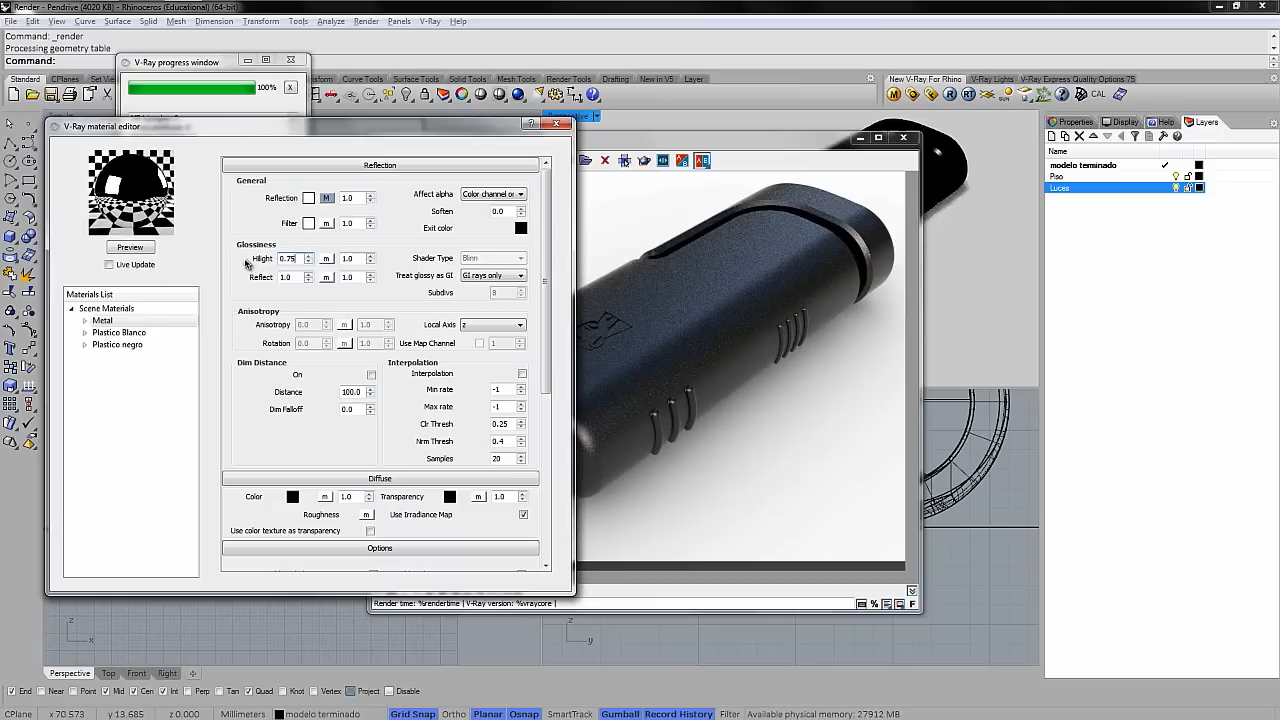 Render - Pendrive (4020 KB) - Rhinoceros (Educational) (64-bit)
File Edit View Curve Surface Solid Mesh Dimension Transform Tools Analyze Render Panels V-Ray Help
Command: _render
Processing geometry table
Command:
V-Ray progress window
Standard CPlanes Set Vie
nsform Curve Tools Surface Tools Solid Tools Mesh Tools Render Tools Drafting New in V5 Layer
New V-Ray For Rhino V-Ray Lights V-Ray Express Quality Options 75
100% X
CAL
V-Ray material editor
Properties Display Help Layers
Name
modelo terminado
Piso
Luces
Reflection
General
Reflection M 1.0 Affect alpha Color channel or
Soften 0.0
Filter m 1.0 Exit color
Glossiness
Hilight 0.75 m 1.0 Shader Type Blinn
Reflect 1.0 m 1.0 Treat glossy as GI GI rays only
Subdivs 8
Preview
Live Update
Materials List
Scene Materials
Metal
Plastico Blanco
Plastico negro
Anisotropy
Anisotropy 0.0 m 1.0 Local Axis z
Rotation 0.0 m 1.0 Use Map Channel 1
Dim Distance
On
Distance 100.0
Dim Falloff 0.0
Interpolation
Interpolation
Min rate -1
Max rate -1
Clr Thresh 0.25
Nrm Thresh 0.4
Samples 20
Diffuse
Color m 1.0 Transparency m 1.0
Roughness m Use Irradiance Map
Use color texture as transparency
Options
Render time: %rendertime | V-Ray version: %vraycore |
% F
z
x
z
y
Perspective Top Front Right
End Near Point Mid Cen Int Perp Tan Quad Knot Vertex Project Disable
CPlane x 70.573 y 13.685 z 0.000 Millimeters modelo terminado Grid Snap Ortho Planar Osnap SmartTrack Gumball Record History Filter Available physical memory: 27912 MB